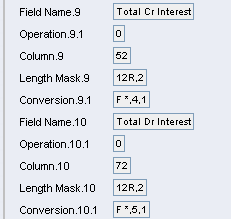 Field Name.9 Total Cr Interest
Operation.9.1 0
Column.9 52
Length Mask.9 12R,2
Conversion.9.1 F *,4,1
Field Name.10 Total Dr Interest
Operation.10.1 0
Column.10 72
Length Mask.10 12R,2
Conversion.10.1 F *,5,1